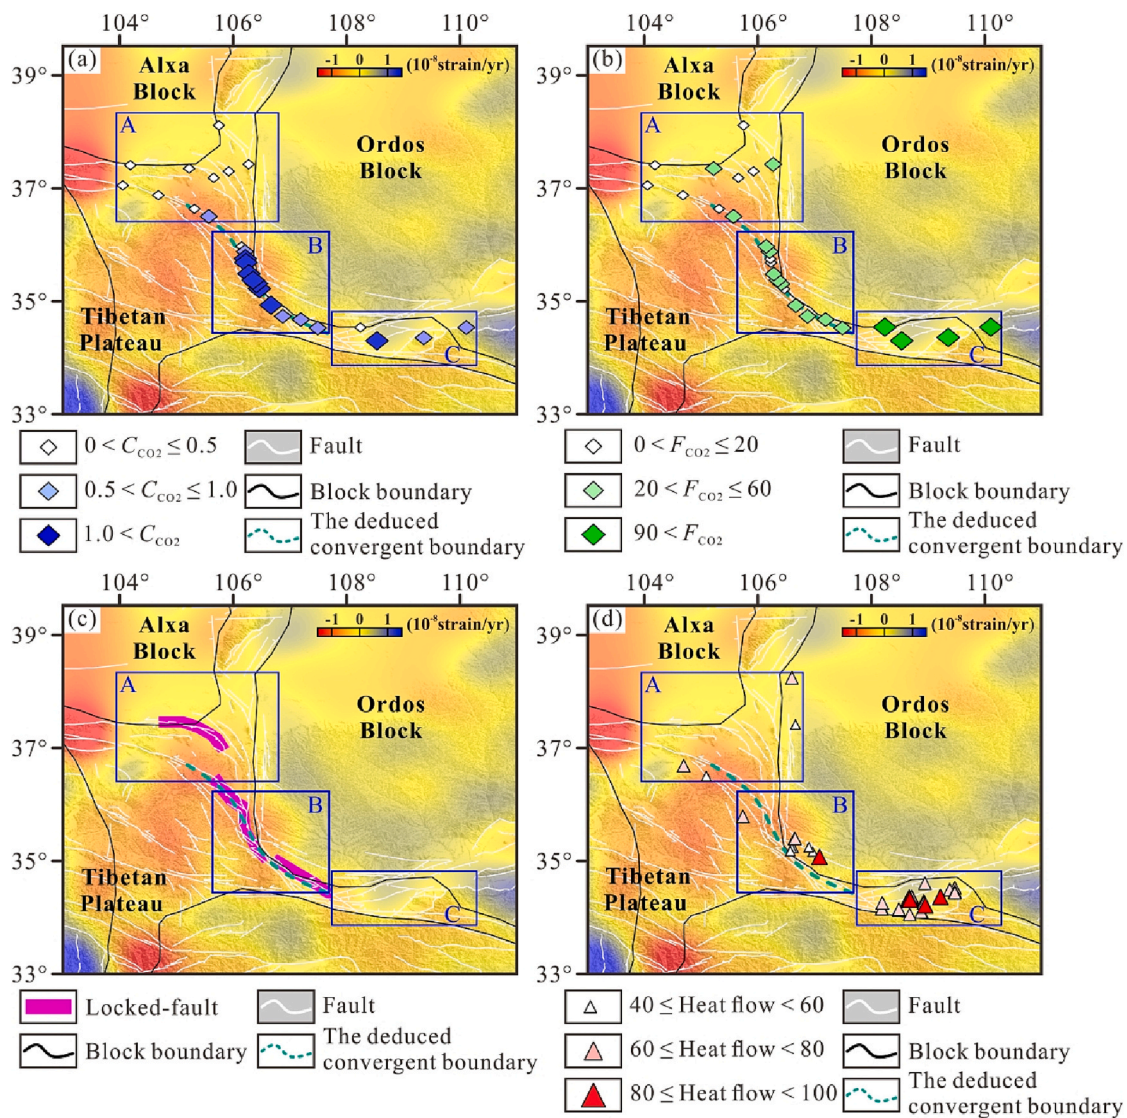 104° 106° 108° 110°
104° 106° 108° 110°
39°
37°
35°
33°
(a)
Alxa
Block
-1 0 1 (10⁻⁸strain/yr)
A
Ordos
Block
B
Tibetan
Plateau
C
39°
37°
35°
33°
(b)
Alxa
Block
-1 0 1 (10⁻⁸strain/yr)
A
Ordos
Block
B
Tibetan
Plateau
C
0 < C_CO2 ≤ 0.5
Fault
0.5 < C_CO2 ≤ 1.0
Block boundary
1.0 < C_CO2
The deduced
convergent boundary
0 < F_CO2 ≤ 20
Fault
20 < F_CO2 ≤ 60
Block boundary
90 < F_CO2
The deduced
convergent boundary
104° 106° 108° 110°
104° 106° 108° 110°
39°
37°
35°
33°
(c)
Alxa
Block
-1 0 1 (10⁻⁸strain/yr)
A
Ordos
Block
B
Tibetan
Plateau
C
39°
37°
35°
33°
(d)
Alxa
Block
-1 0 1 (10⁻⁸strain/yr)
A
Ordos
Block
B
Tibetan
Plateau
C
Locked-fault
Fault
Block boundary
The deduced
convergent boundary
40 ≤ Heat flow < 60
Fault
60 ≤ Heat flow < 80
Block boundary
80 ≤ Heat flow < 100
The deduced
convergent boundary